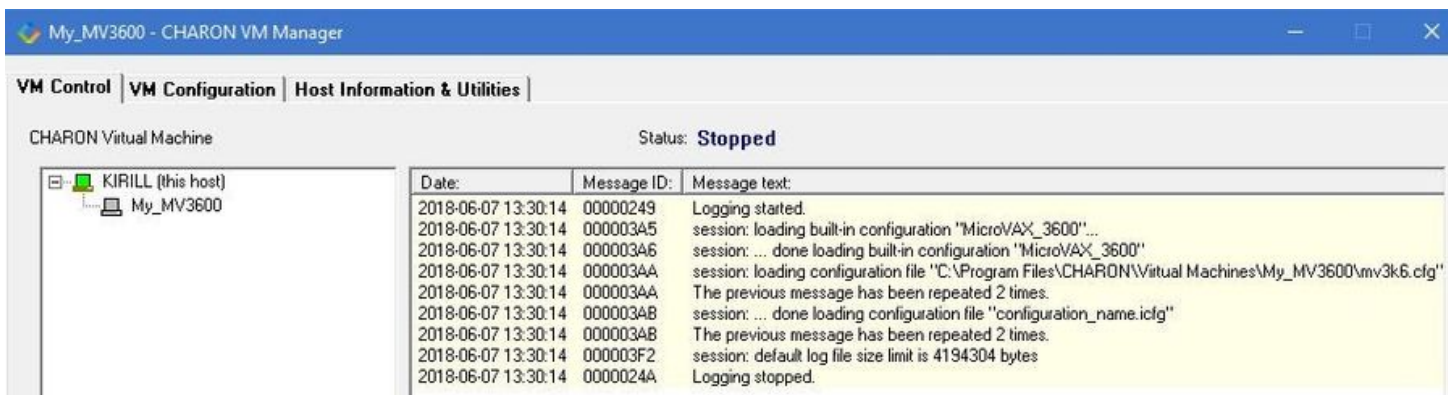 My_MV3600 - CHARON VM Manager
VM Control VM Configuration Host Information & Utilities
CHARON Virtual Machine Status: Stopped
KIRILL (this host)
My_MV3600
Date: Message ID: Message text:
2018-06-07 13:30:14 00000249 Logging started.
2018-06-07 13:30:14 000003A5 session: loading built-in configuration "MicroVAX_3600"...
2018-06-07 13:30:14 000003A6 session: ... done loading built-in configuration "MicroVAX_3600"
2018-06-07 13:30:14 000003AA session: loading configuration file "C:\Program Files\CHARON\Virtual Machines\My_MV3600\mv3k6.cfg"
2018-06-07 13:30:14 000003AA The previous message has been repeated 2 times.
2018-06-07 13:30:14 000003AB session: ... done loading configuration file "configuration_name.icfg"
2018-06-07 13:30:14 000003AB The previous message has been repeated 2 times.
2018-06-07 13:30:14 000003F2 session: default log file size limit is 4194304 bytes
2018-06-07 13:30:14 0000024A Logging stopped.